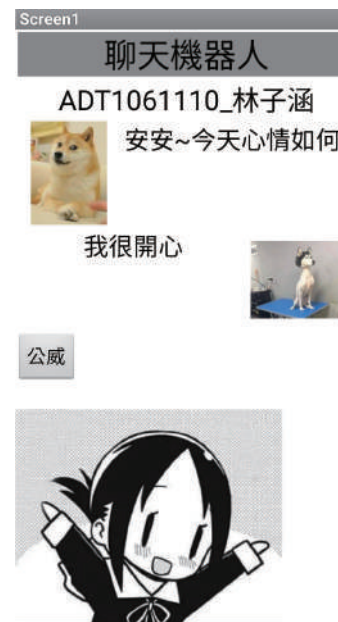 Screen1
聊天機器人
ADT1061110_林子涵
安安~今天心情如何
我很開心
公威